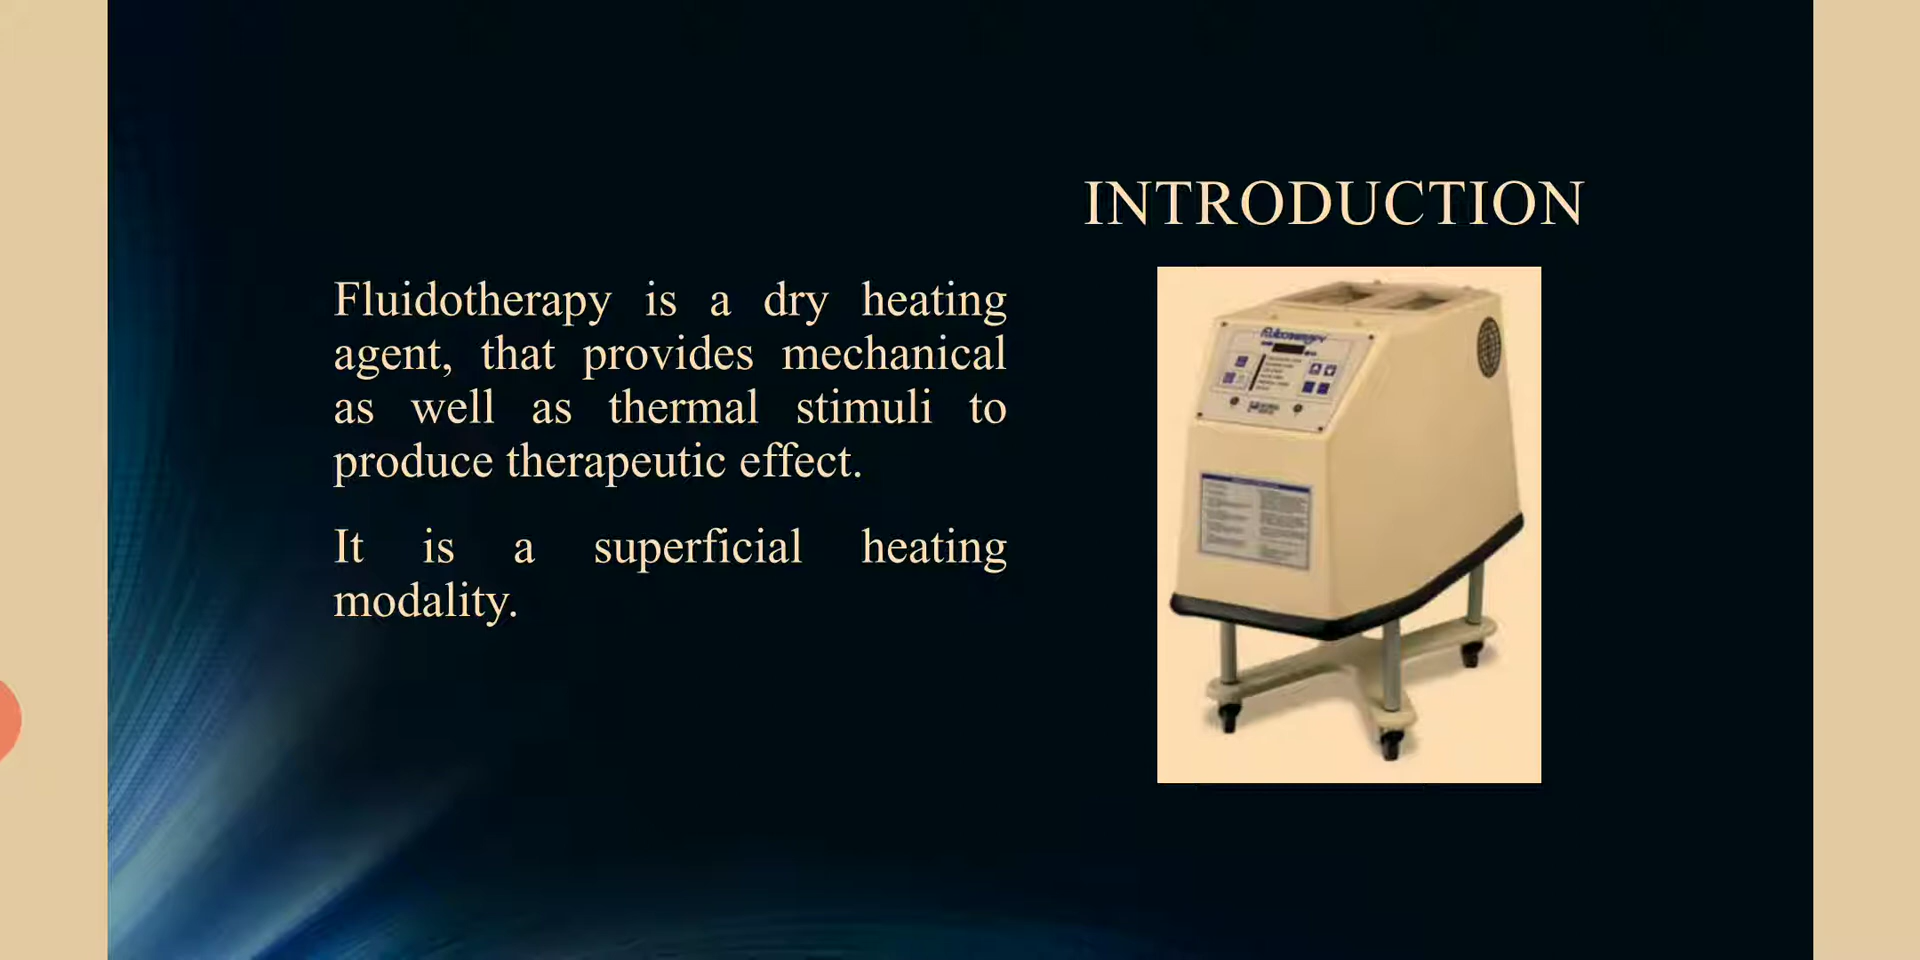 INTRODUCTION
Fluidotherapy is a dry heating
agent, that provides mechanical
as well as thermal stimuli to
produce therapeutic effect.
It is a superficial heating
modality.
Fluidotherapy